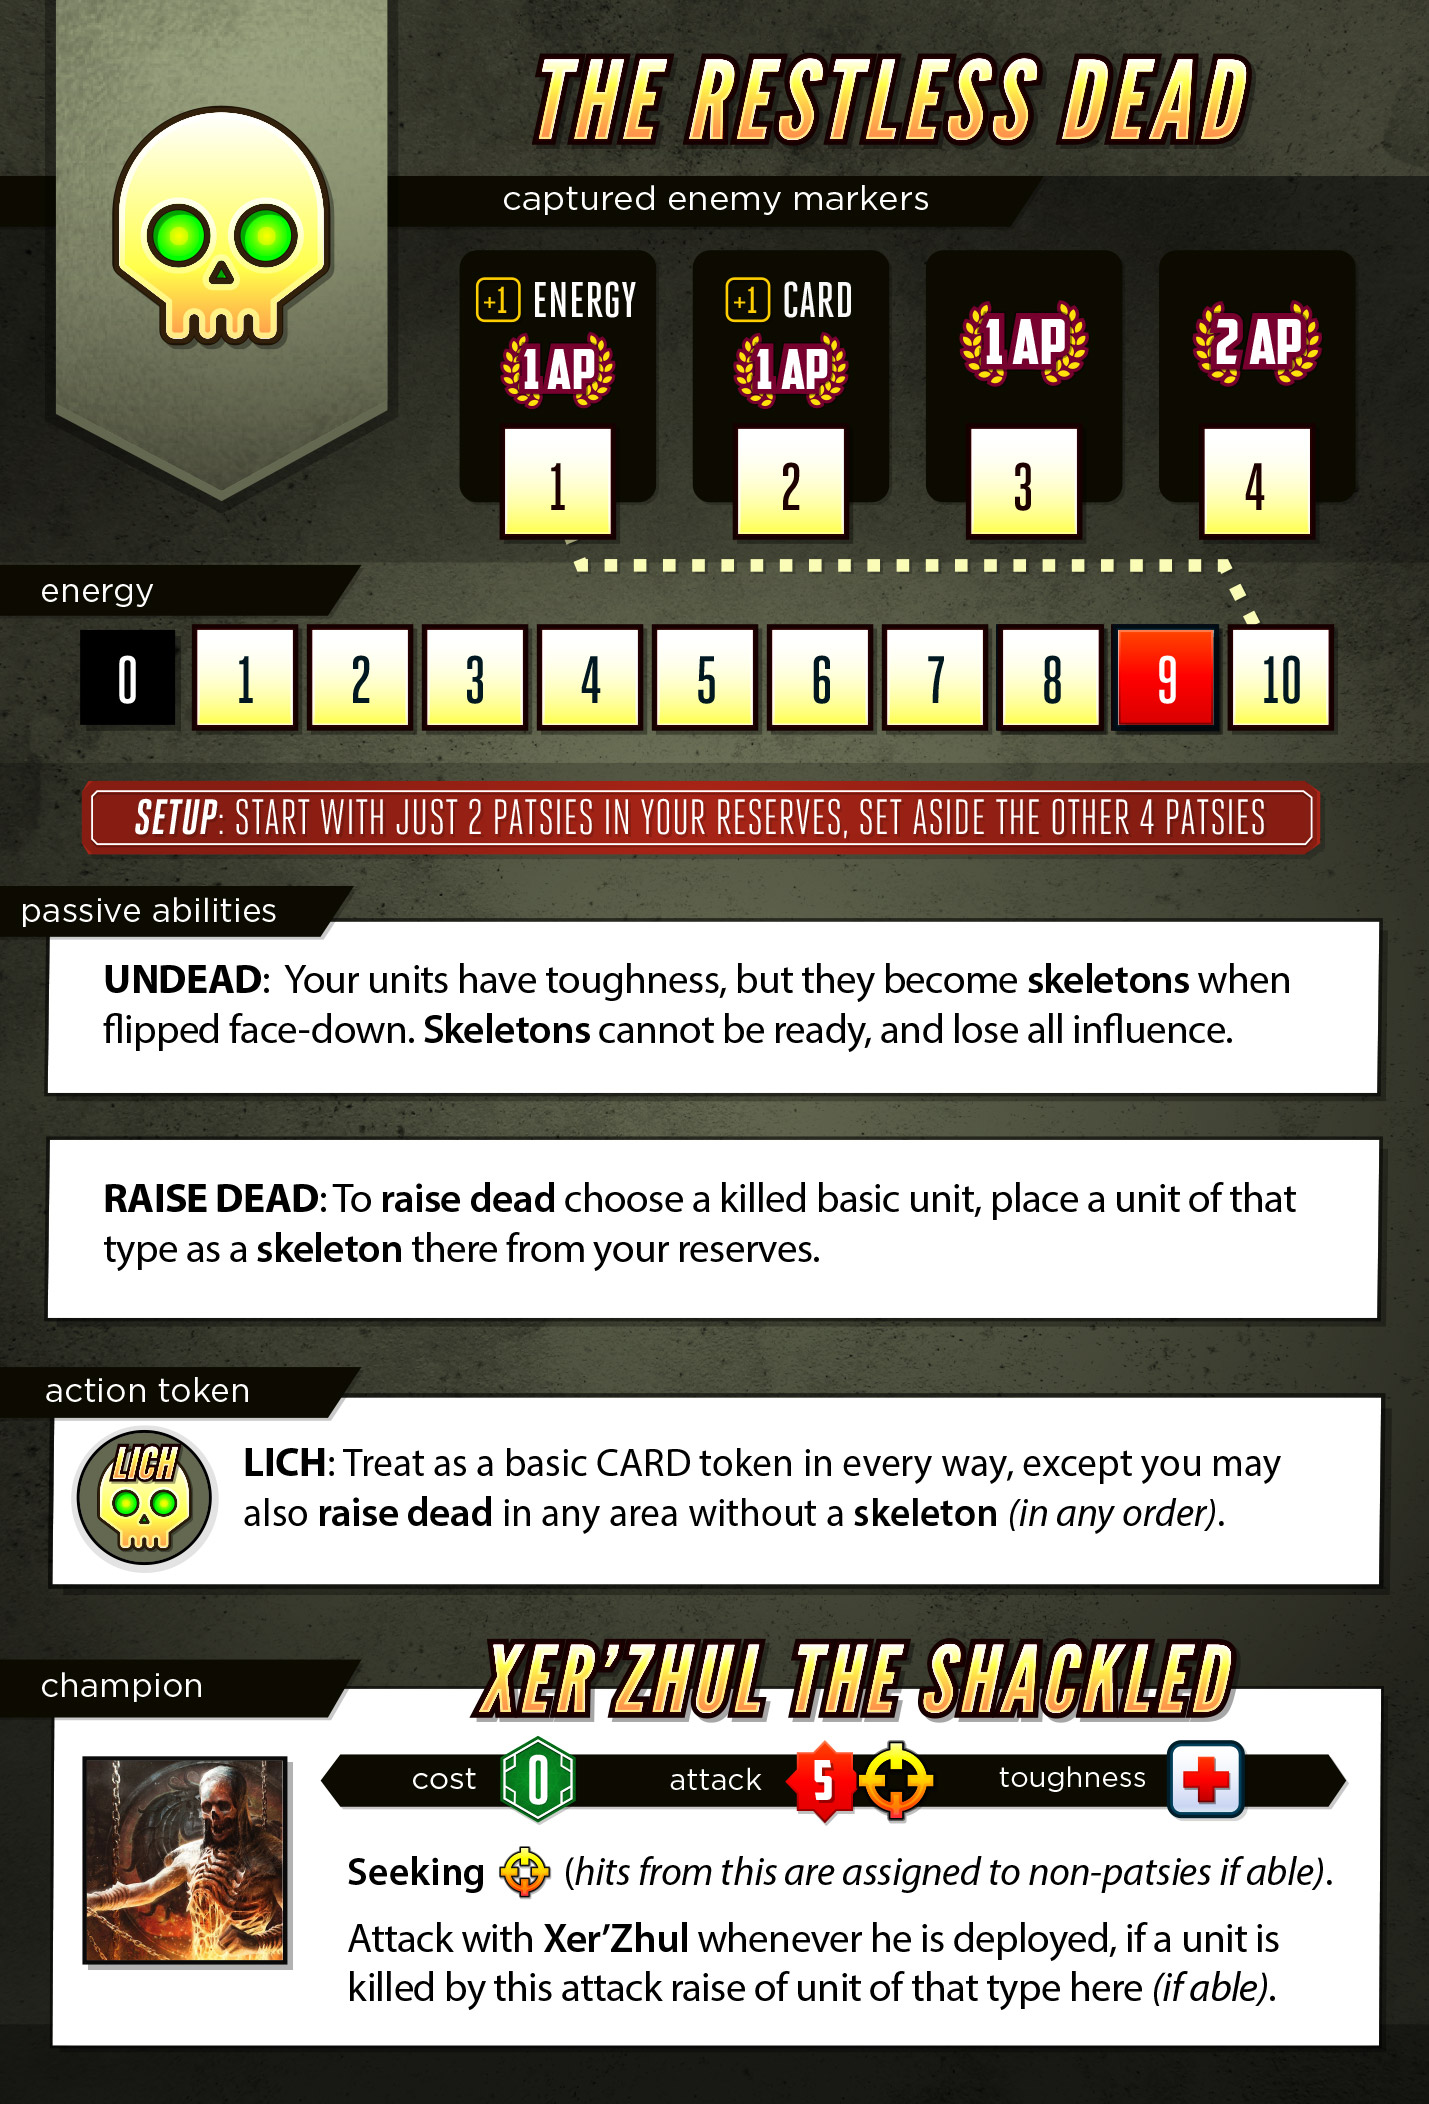 THE RESTLESS DEAD
captured enemy markers
+1 ENERGY
1 AP
1
+1 CARD
1 AP
2
1 AP
3
2 AP
4
energy
0 1 2 3 4 5 6 7 8 9 10
SETUP: START WITH JUST 2 PATSIES IN YOUR RESERVES, SET ASIDE THE OTHER 4 PATSIES
passive abilities
UNDEAD: Your units have toughness, but they become skeletons when
flipped face-down. Skeletons cannot be ready, and lose all influence.
RAISE DEAD: To raise dead choose a killed basic unit, place a unit of that
type as a skeleton there from your reserves.
action token
LICH
LICH: Treat as a basic CARD token in every way, except you may
also raise dead in any area without a skeleton (in any order).
champion
XER'ZHUL THE SHACKLED
cost 0 attack 5 toughness
Seeking (hits from this are assigned to non-patsies if able).
Attack with Xer'Zhul whenever he is deployed, if a unit is
killed by this attack raise of unit of that type here (if able).